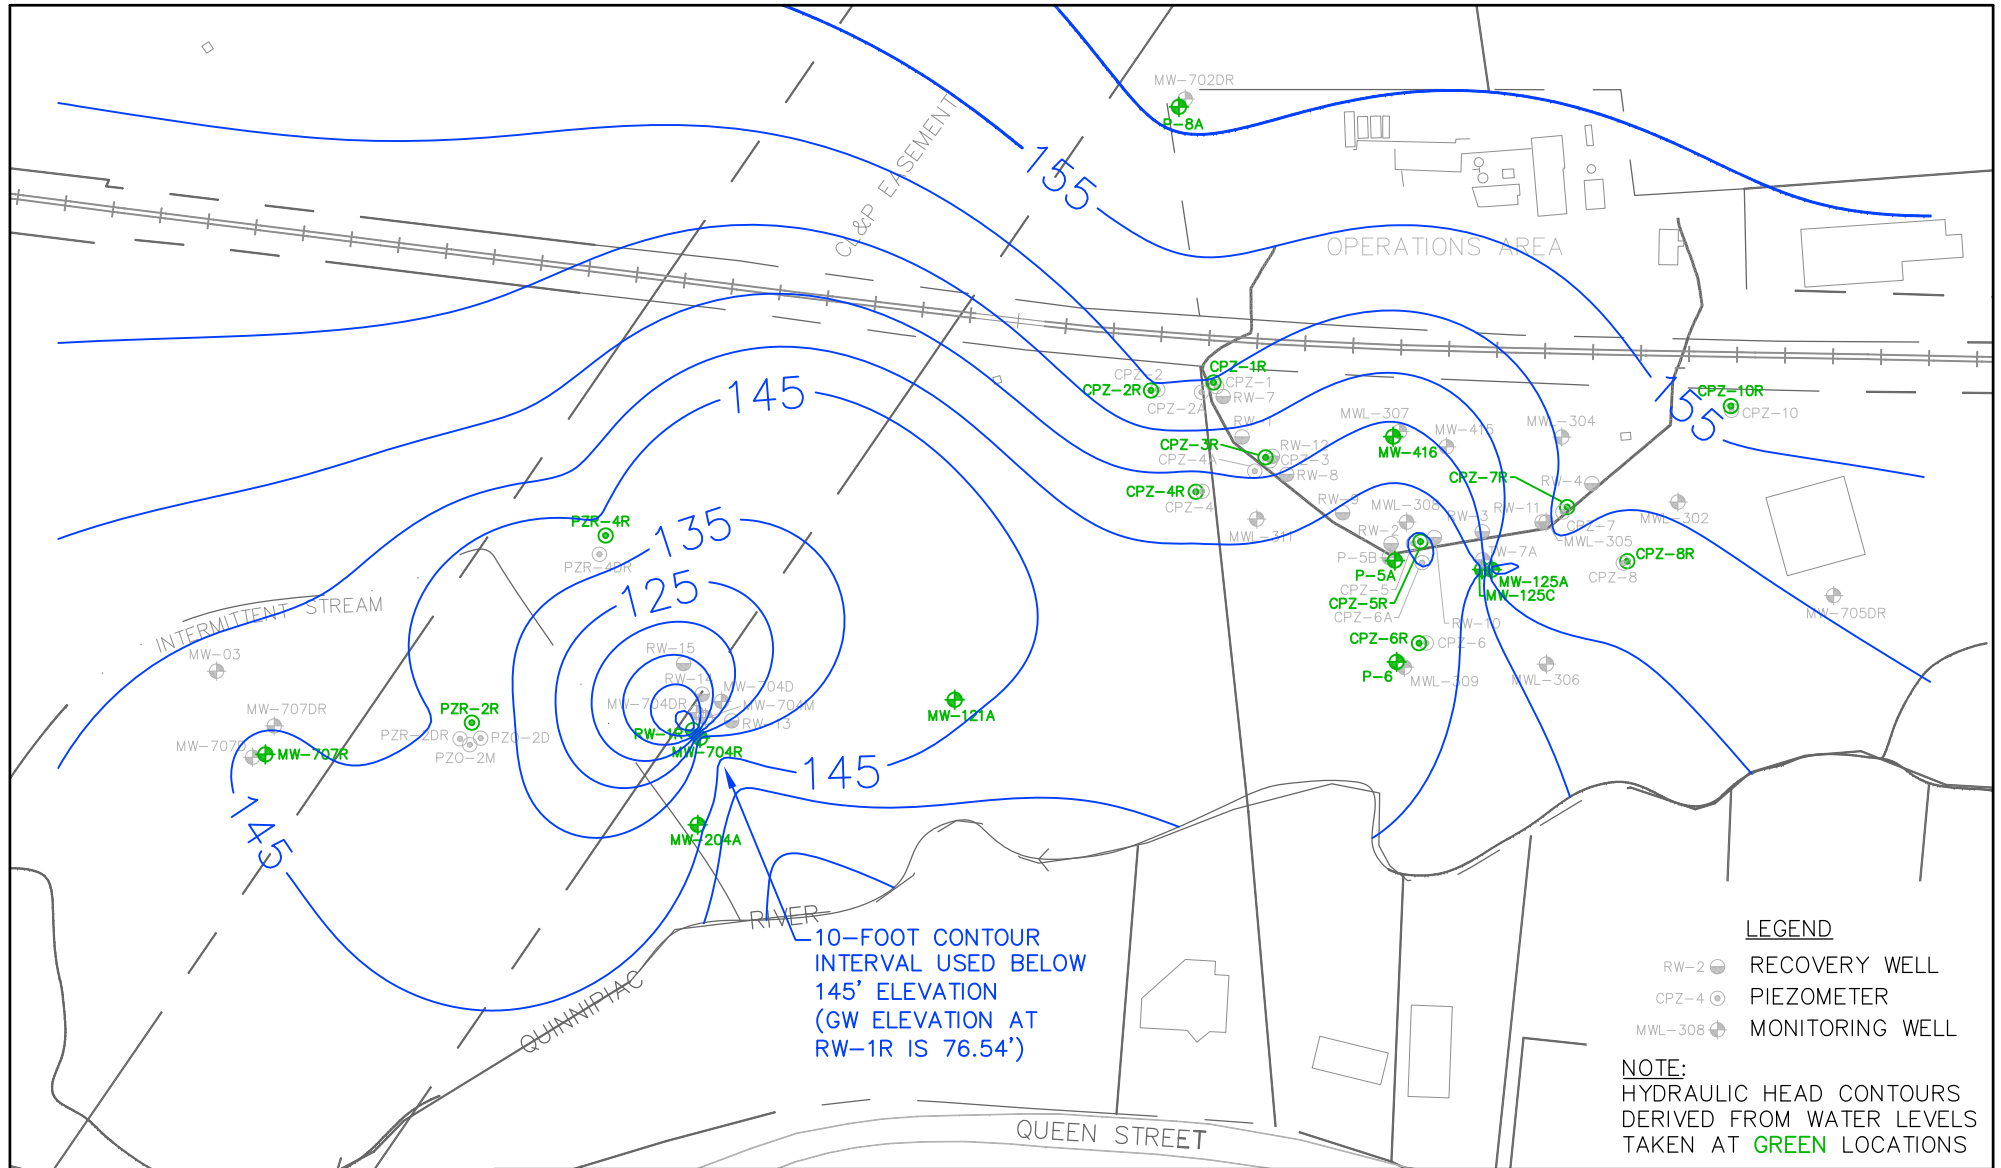 MW-702DR
P-8A
CL&P EASEMENT
155
OPERATIONS AREA
CPZ-1R
CPZ-2
CPZ-2R
CPZ-1
CPZ-2A
RW-7
145
155
CPZ-10R
CPZ-10
MWL-307
RW-1
MW-415
MWL-304
CPZ-3R
RW-12
MW-416
CPZ-4A
CPZ-3
RW-8
CPZ-7R
RW-4
CPZ-4R
CPZ-4
RW-9
MWL-308
RW-11
MWL-302
PZR-4R
135
MWL-311
RW-2
RW-3
CPZ-7
MWL-305
PZR-4DR
P-5B
TW-7A
CPZ-8R
125
P-5A
CPZ-8
MW-125A
CPZ-5
MW-125C
INTERMITTENT STREAM
CPZ-5R
CPZ-6A
RW-10
MW-705DR
CPZ-6R
CPZ-6
MW-03
RW-15
P-6
MWL-309
MWL-306
RW-14
MW-704D
MW-704DR
MW-704M
PZR-2R
MW-707DR
MW-121A
RW-13
PZR-2DR
PZO-2D
RW-1R
MW-707D
MW-707R
PZO-2M
MW-704R
145
145
MW-204A
RIVER
QUINNIPIAC
10-FOOT CONTOUR
INTERVAL USED BELOW
145' ELEVATION
(GW ELEVATION AT
RW-1R IS 76.54')
QUEEN STREET
LEGEND
RW-2 RECOVERY WELL
CPZ-4 PIEZOMETER
MWL-308 MONITORING WELL
NOTE:
HYDRAULIC HEAD CONTOURS
DERIVED FROM WATER LEVELS
TAKEN AT GREEN LOCATIONS